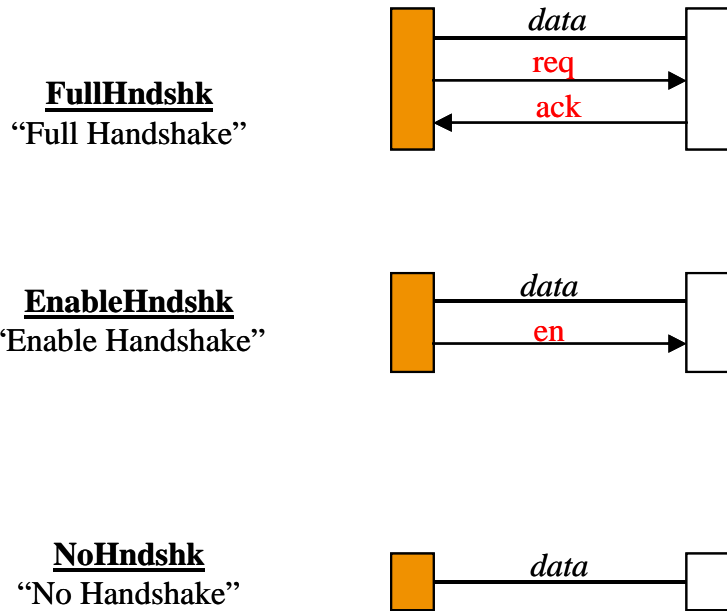 data
req
FullHndshk
ack
“Full Handshake”
data
EnableHndshk
‘Enable Handshake”
en
NoHndshk
data
“No Handshake”